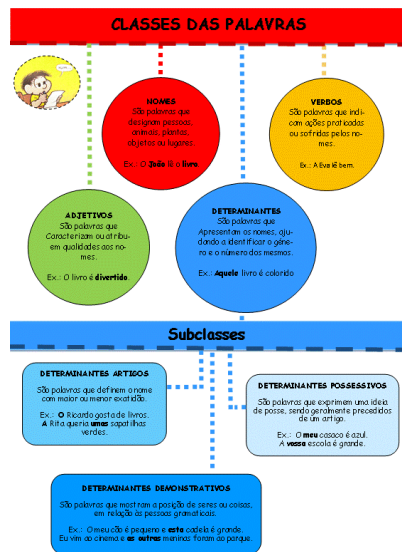 CLASSES DAS PALAVRAS
NOMES
São palavras que
designam pessoas,
animais, plantas,
objetos ou lugares.
Ex.: O João lê o livro.
VERBOS
São palavras que indi-
cam ações praticadas
ou sofridas pelos no-
mes.
Ex.: A Eva lê bem.
ADJETIVOS
São palavras que
Caracterizam ou atribu-
em qualidades aos no-
mes.
Ex.: O livro é divertido.
DETERMINANTES
São palavras que
Apresentam os nomes, aju-
dando a identificar o géne-
ro e o número dos mesmos.
Ex.: Aquele livro é colorido
Subclasses
DETERMINANTES ARTIGOS
São palavras que definem o nome
com maior ou menor exatidão.
Ex.: O Ricardo gosta de livros.
A Rita queria umas sapatilhas
verdes.
DETERMINANTES POSSESSIVOS
São palavras que exprimem uma ideia
de posse, sendo geralmente precedidos
de um artigo.
Ex.: O meu casaco é azul.
A vossa escola é grande.
DETERMINANTES DEMONSTRATIVOS
São palavras que mostram a posição de seres ou coisas,
em relação às pessoas gramaticais.
Ex.: O meu cão é pequeno e esta cadela é grande.
Eu vim ao cinema e as outras meninas foram ao parque.